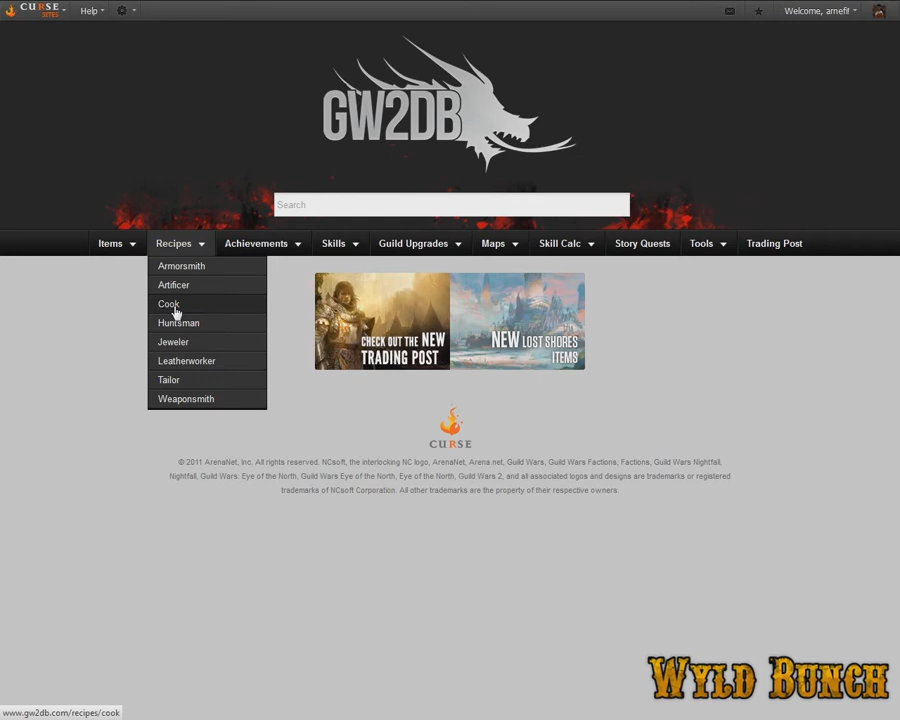 CURSE SITES Help Welcome, arnefi!
GW2DB
Search
Items Recipes Achievements Skills Guild Upgrades Maps Skill Calc Story Quests Tools Trading Post
Armorsmith
Artificer
Cook
Huntsman
Jeweler
Leatherworker
Tailor
Weaponsmith
CHECK OUT THE NEW
TRADING POST
NEW LOST SHORES
ITEMS
CURSE
© 2011 ArenaNet, Inc. All rights reserved. NCsoft, the interlocking NC logo, ArenaNet, Arena.net, Guild Wars, Guild Wars Factions, Factions, Guild Wars Nightfall,
Nightfall, Guild Wars: Eye of the North, Guild Wars Eye of the North, Eye of the North, Guild Wars 2, and all associated logos and designs are trademarks or registered
trademarks of NCsoft Corporation. All other trademarks are the property of their respective owners.
WYLD BUNCH
www.gw2db.com/recipes/cook